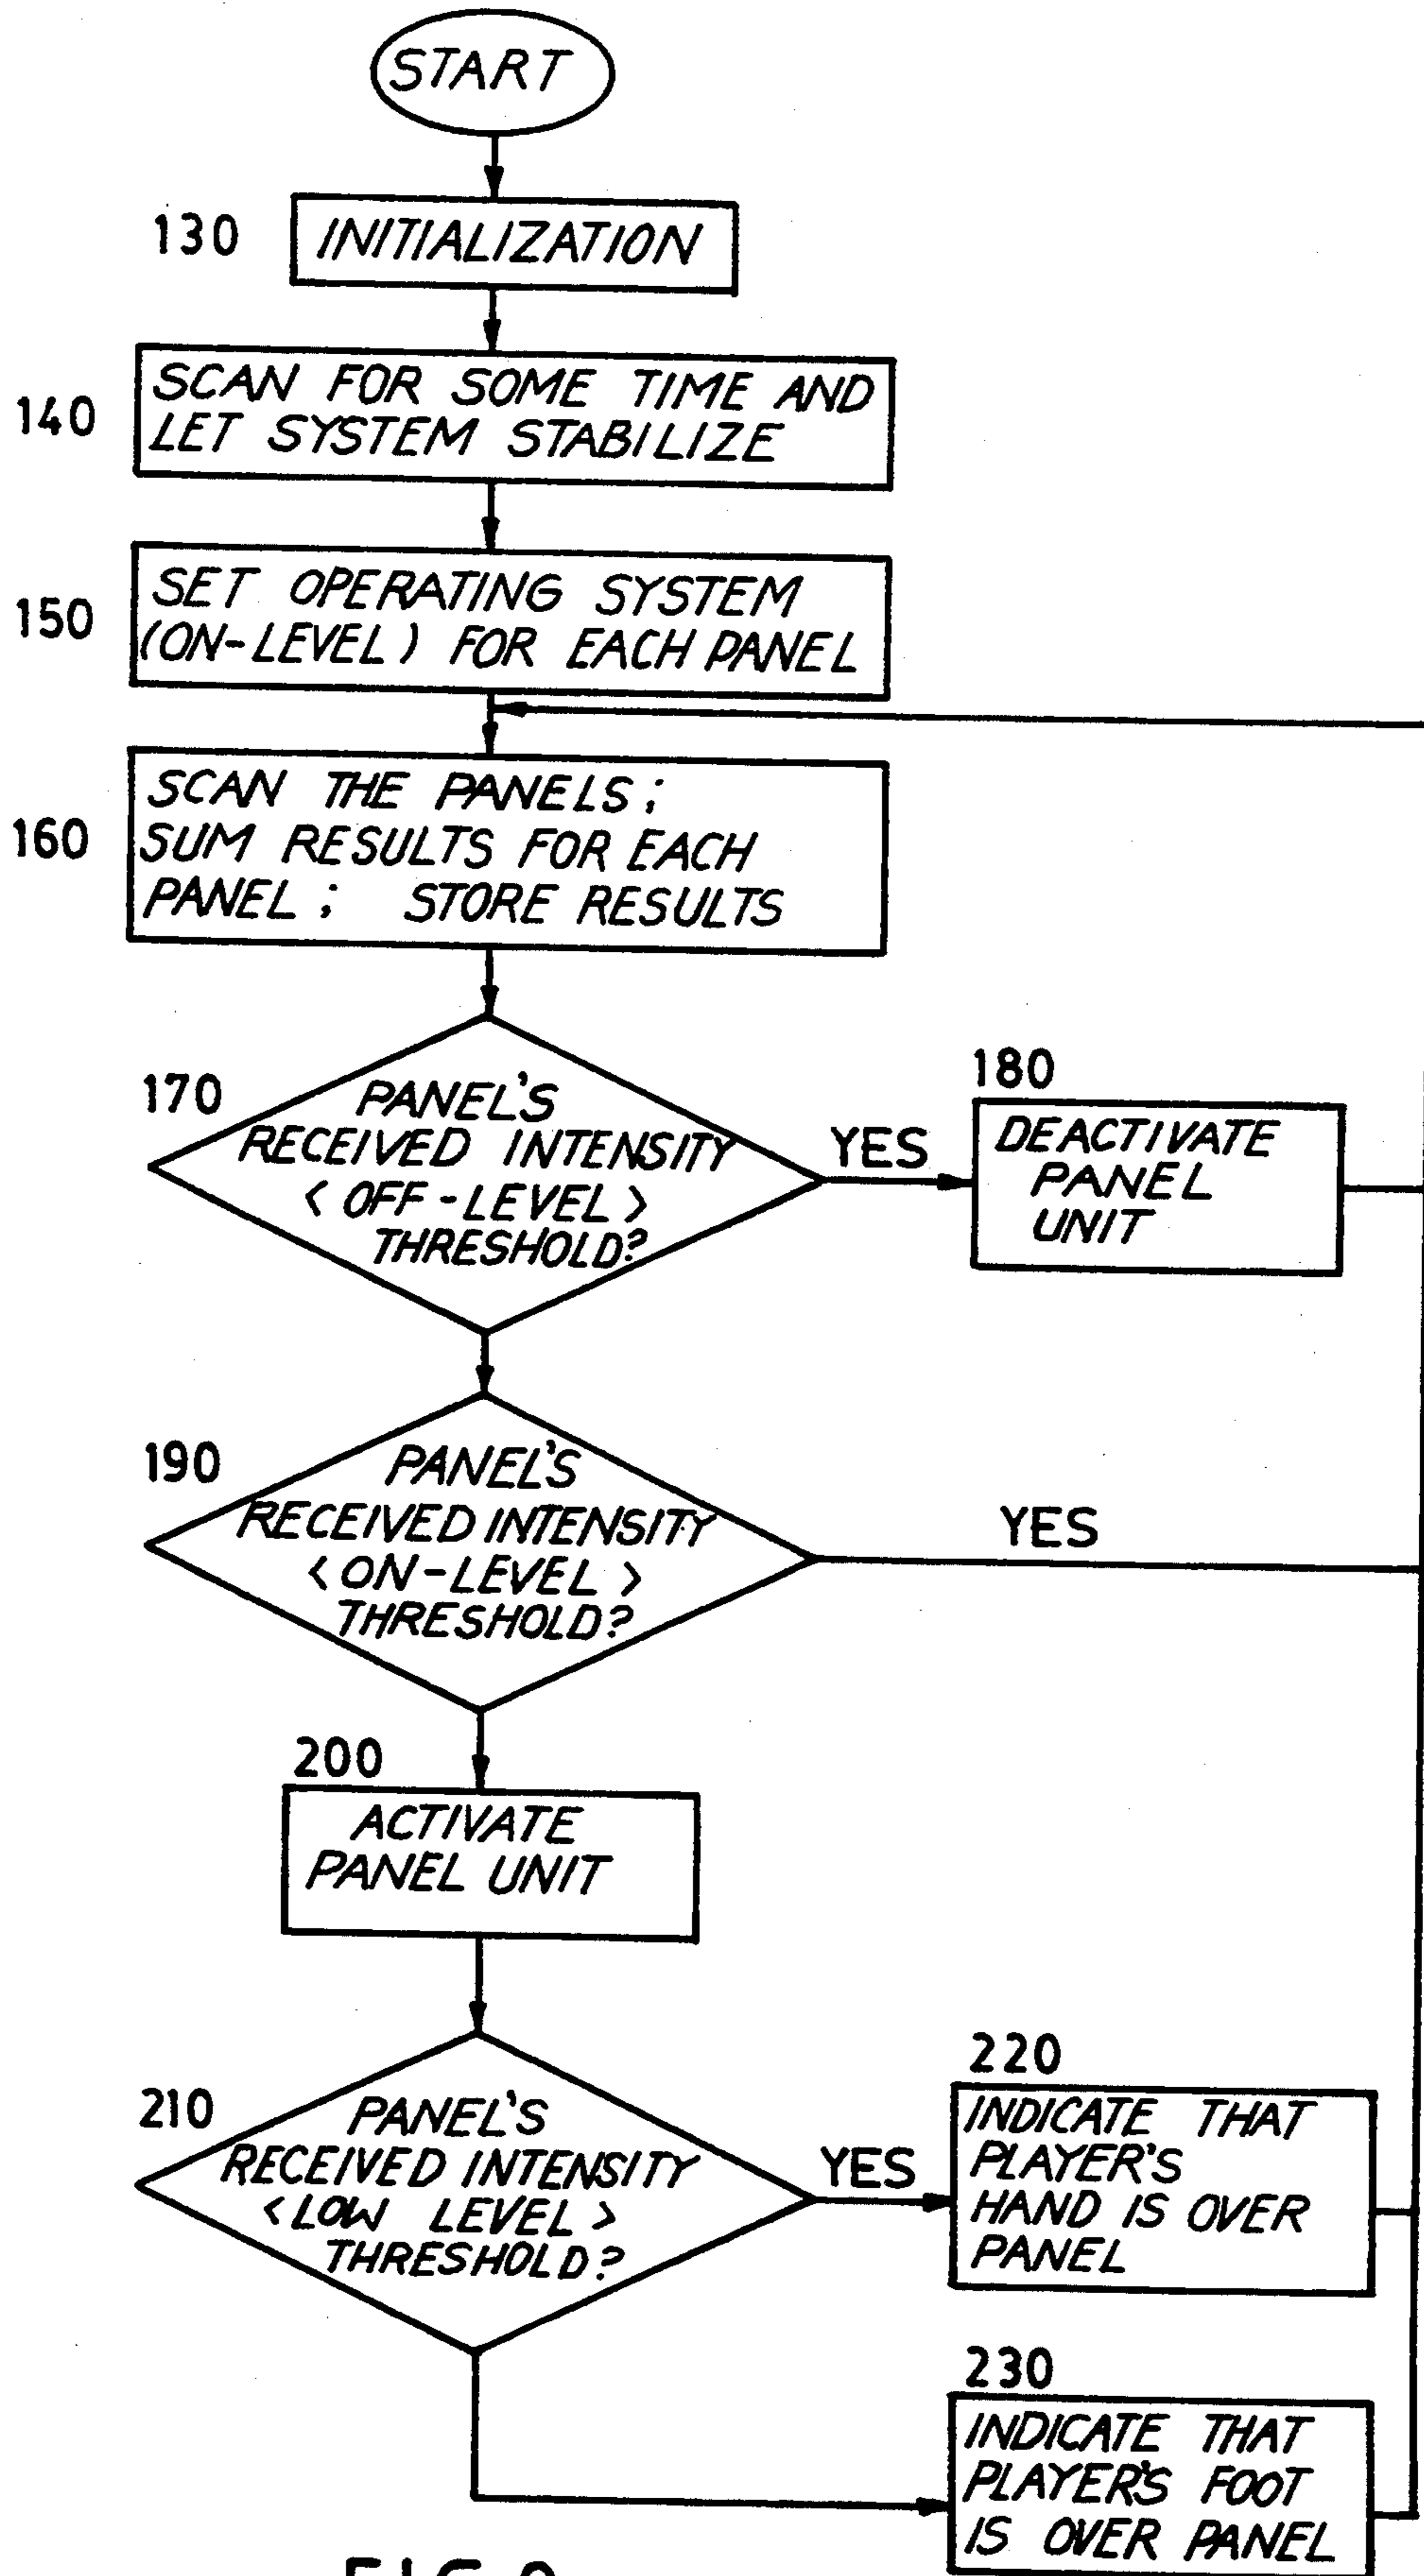 START
130
INITIALIZATION
140
SCAN FOR SOME TIME AND
LET SYSTEM STABILIZE
150
SET OPERATING SYSTEM
(ON-LEVEL) FOR EACH PANEL
160
SCAN THE PANELS;
SUM RESULTS FOR EACH
PANEL; STORE RESULTS
170
PANEL'S
RECEIVED INTENSITY
< OFF-LEVEL >
THRESHOLD?
YES
180
DEACTIVATE
PANEL
UNIT
190
PANEL'S
RECEIVED INTENSITY
< ON-LEVEL >
THRESHOLD?
YES
200
ACTIVATE
PANEL UNIT
210
PANEL'S
RECEIVED INTENSITY
< LOW LEVEL >
THRESHOLD?
YES
220
INDICATE THAT
PLAYER'S
HAND IS OVER
PANEL
230
INDICATE THAT
PLAYER'S FOOT
IS OVER PANEL